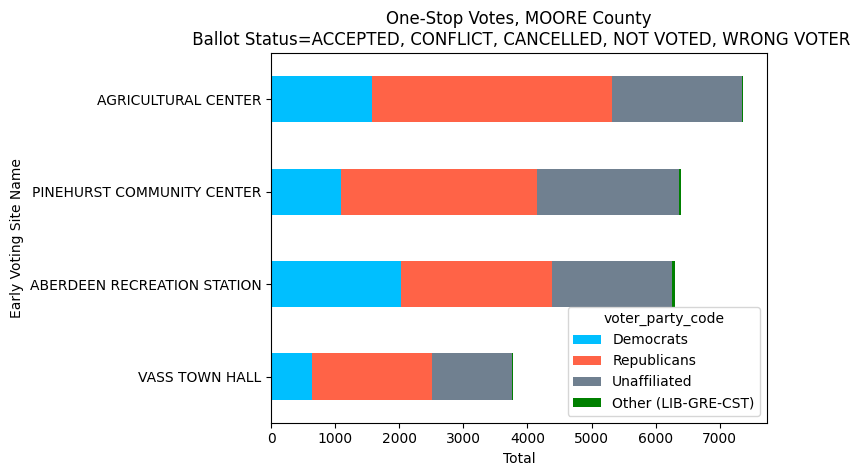 One-Stop Votes, MOORE County
Ballot Status=ACCEPTED, CONFLICT, CANCELLED, NOT VOTED, WRONG VOTER
Early Voting Site Name
AGRICULTURAL CENTER
PINEHURST COMMUNITY CENTER
ABERDEEN RECREATION STATION
VASS TOWN HALL
voter_party_code
Democrats
Republicans
Unaffiliated
Other (LIB-GRE-CST)
0 1000 2000 3000 4000 5000 6000 7000
Total